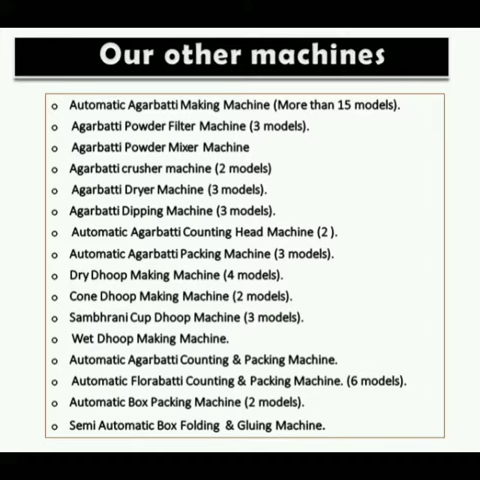 Our other machines
o Automatic Agarbatti Making Machine (More than 15 models).
o Agarbatti Powder Filter Machine (3 models).
o Agarbatti Powder Mixer Machine
o Agarbatti crusher machine (2 models)
o Agarbatti Dryer Machine (3 models).
o Agarbatti Dipping Machine (3 models).
o Automatic Agarbatti Counting Head Machine (2 ).
o Automatic Agarbatti Packing Machine (3 models).
o Dry Dhoop Making Machine (4 models).
o Cone Dhoop Making Machine (2 models).
o Sambhrani Cup Dhoop Machine (3 models).
o Wet Dhoop Making Machine.
o Automatic Agarbatti Counting & Packing Machine.
o Automatic Florabatti Counting & Packing Machine. (6 models).
o Automatic Box Packing Machine (2 models).
o Semi Automatic Box Folding & Gluing Machine.